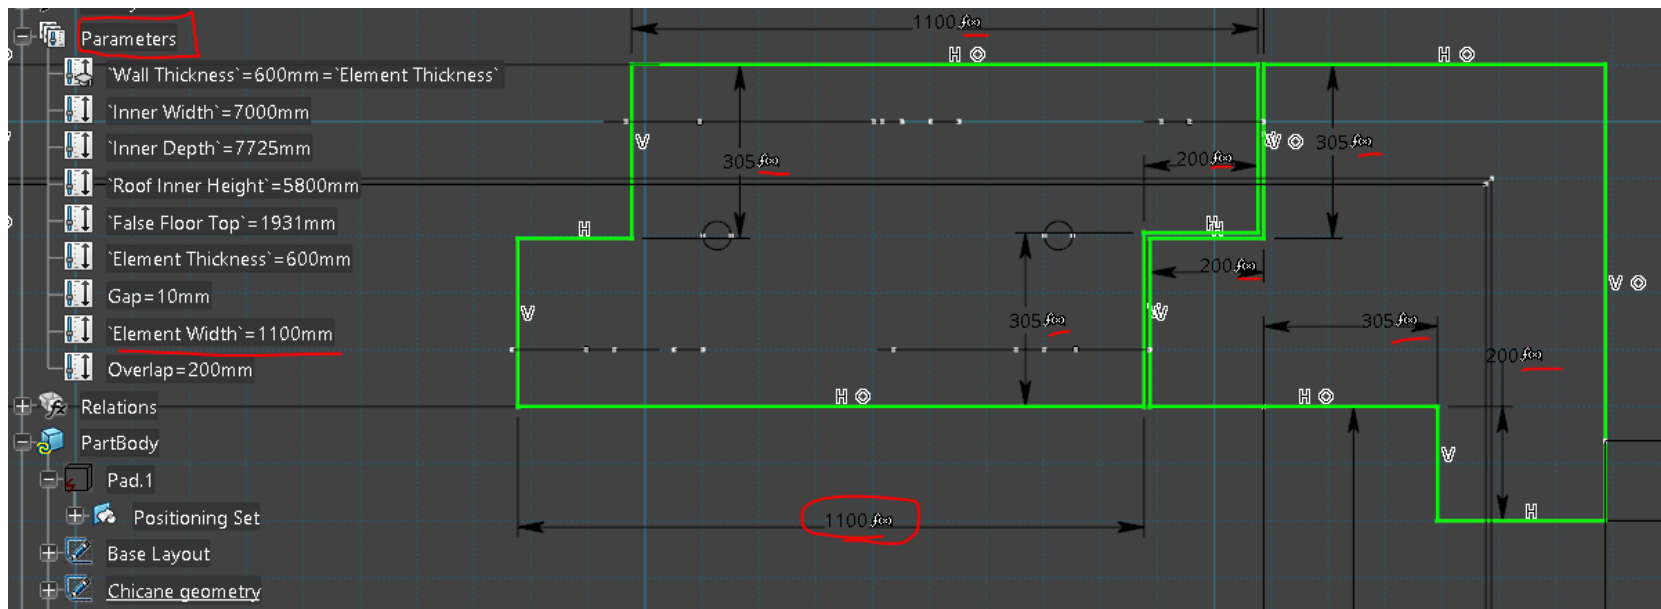 Parameters
`Wall Thickness`=600mm=`Element Thickness`
`Inner Width`=7000mm
`Inner Depth`=7725mm
`Roof Inner Height`=5800mm
`False Floor Top`=1931mm
`Element Thickness`=600mm
Gap=10mm
`Element Width`=1100mm
Overlap=200mm
fx Relations
PartBody
Pad.1
Positioning Set
Base Layout
Chicane geometry
1100 f(x)
H
H
V
305 f(x)
200 f(x)
V
305 f(x)
H
H
200 f(x)
V
V
305 f(x)
V
305 f(x)
200 f(x)
H
H
V
1100 f(x)
H